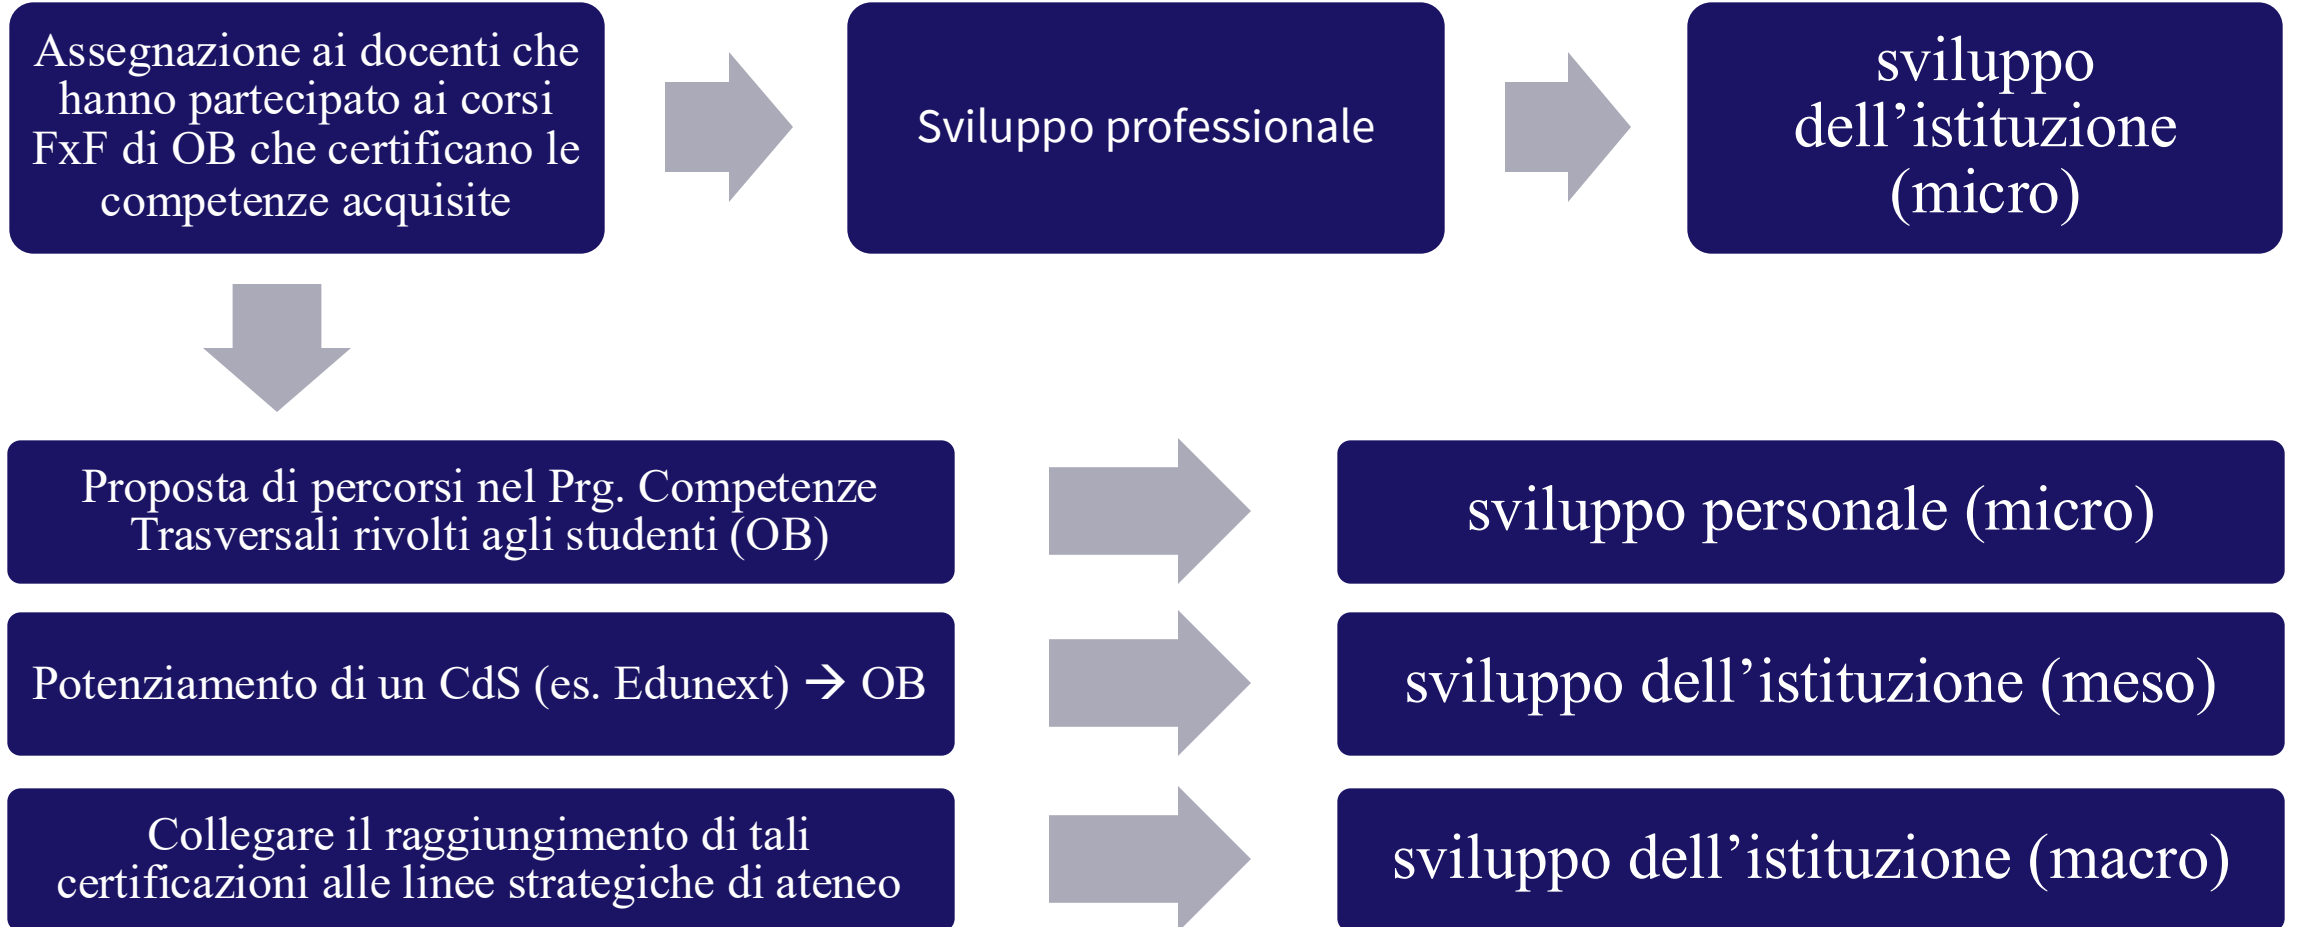 Assegnazione ai docenti che
hanno partecipato ai corsi
FxF di OB che certificano le
competenze acquisite
Sviluppo professionale
sviluppo
dell’istituzione
(micro)
Proposta di percorsi nel Prg. Competenze
Trasversali rivolti agli studenti (OB)
sviluppo personale (micro)
Potenziamento di un CdS (es. Edunext) → OB
sviluppo dell’istituzione (meso)
Collegare il raggiungimento di tali
certificazioni alle linee strategiche di ateneo
sviluppo dell’istituzione (macro)